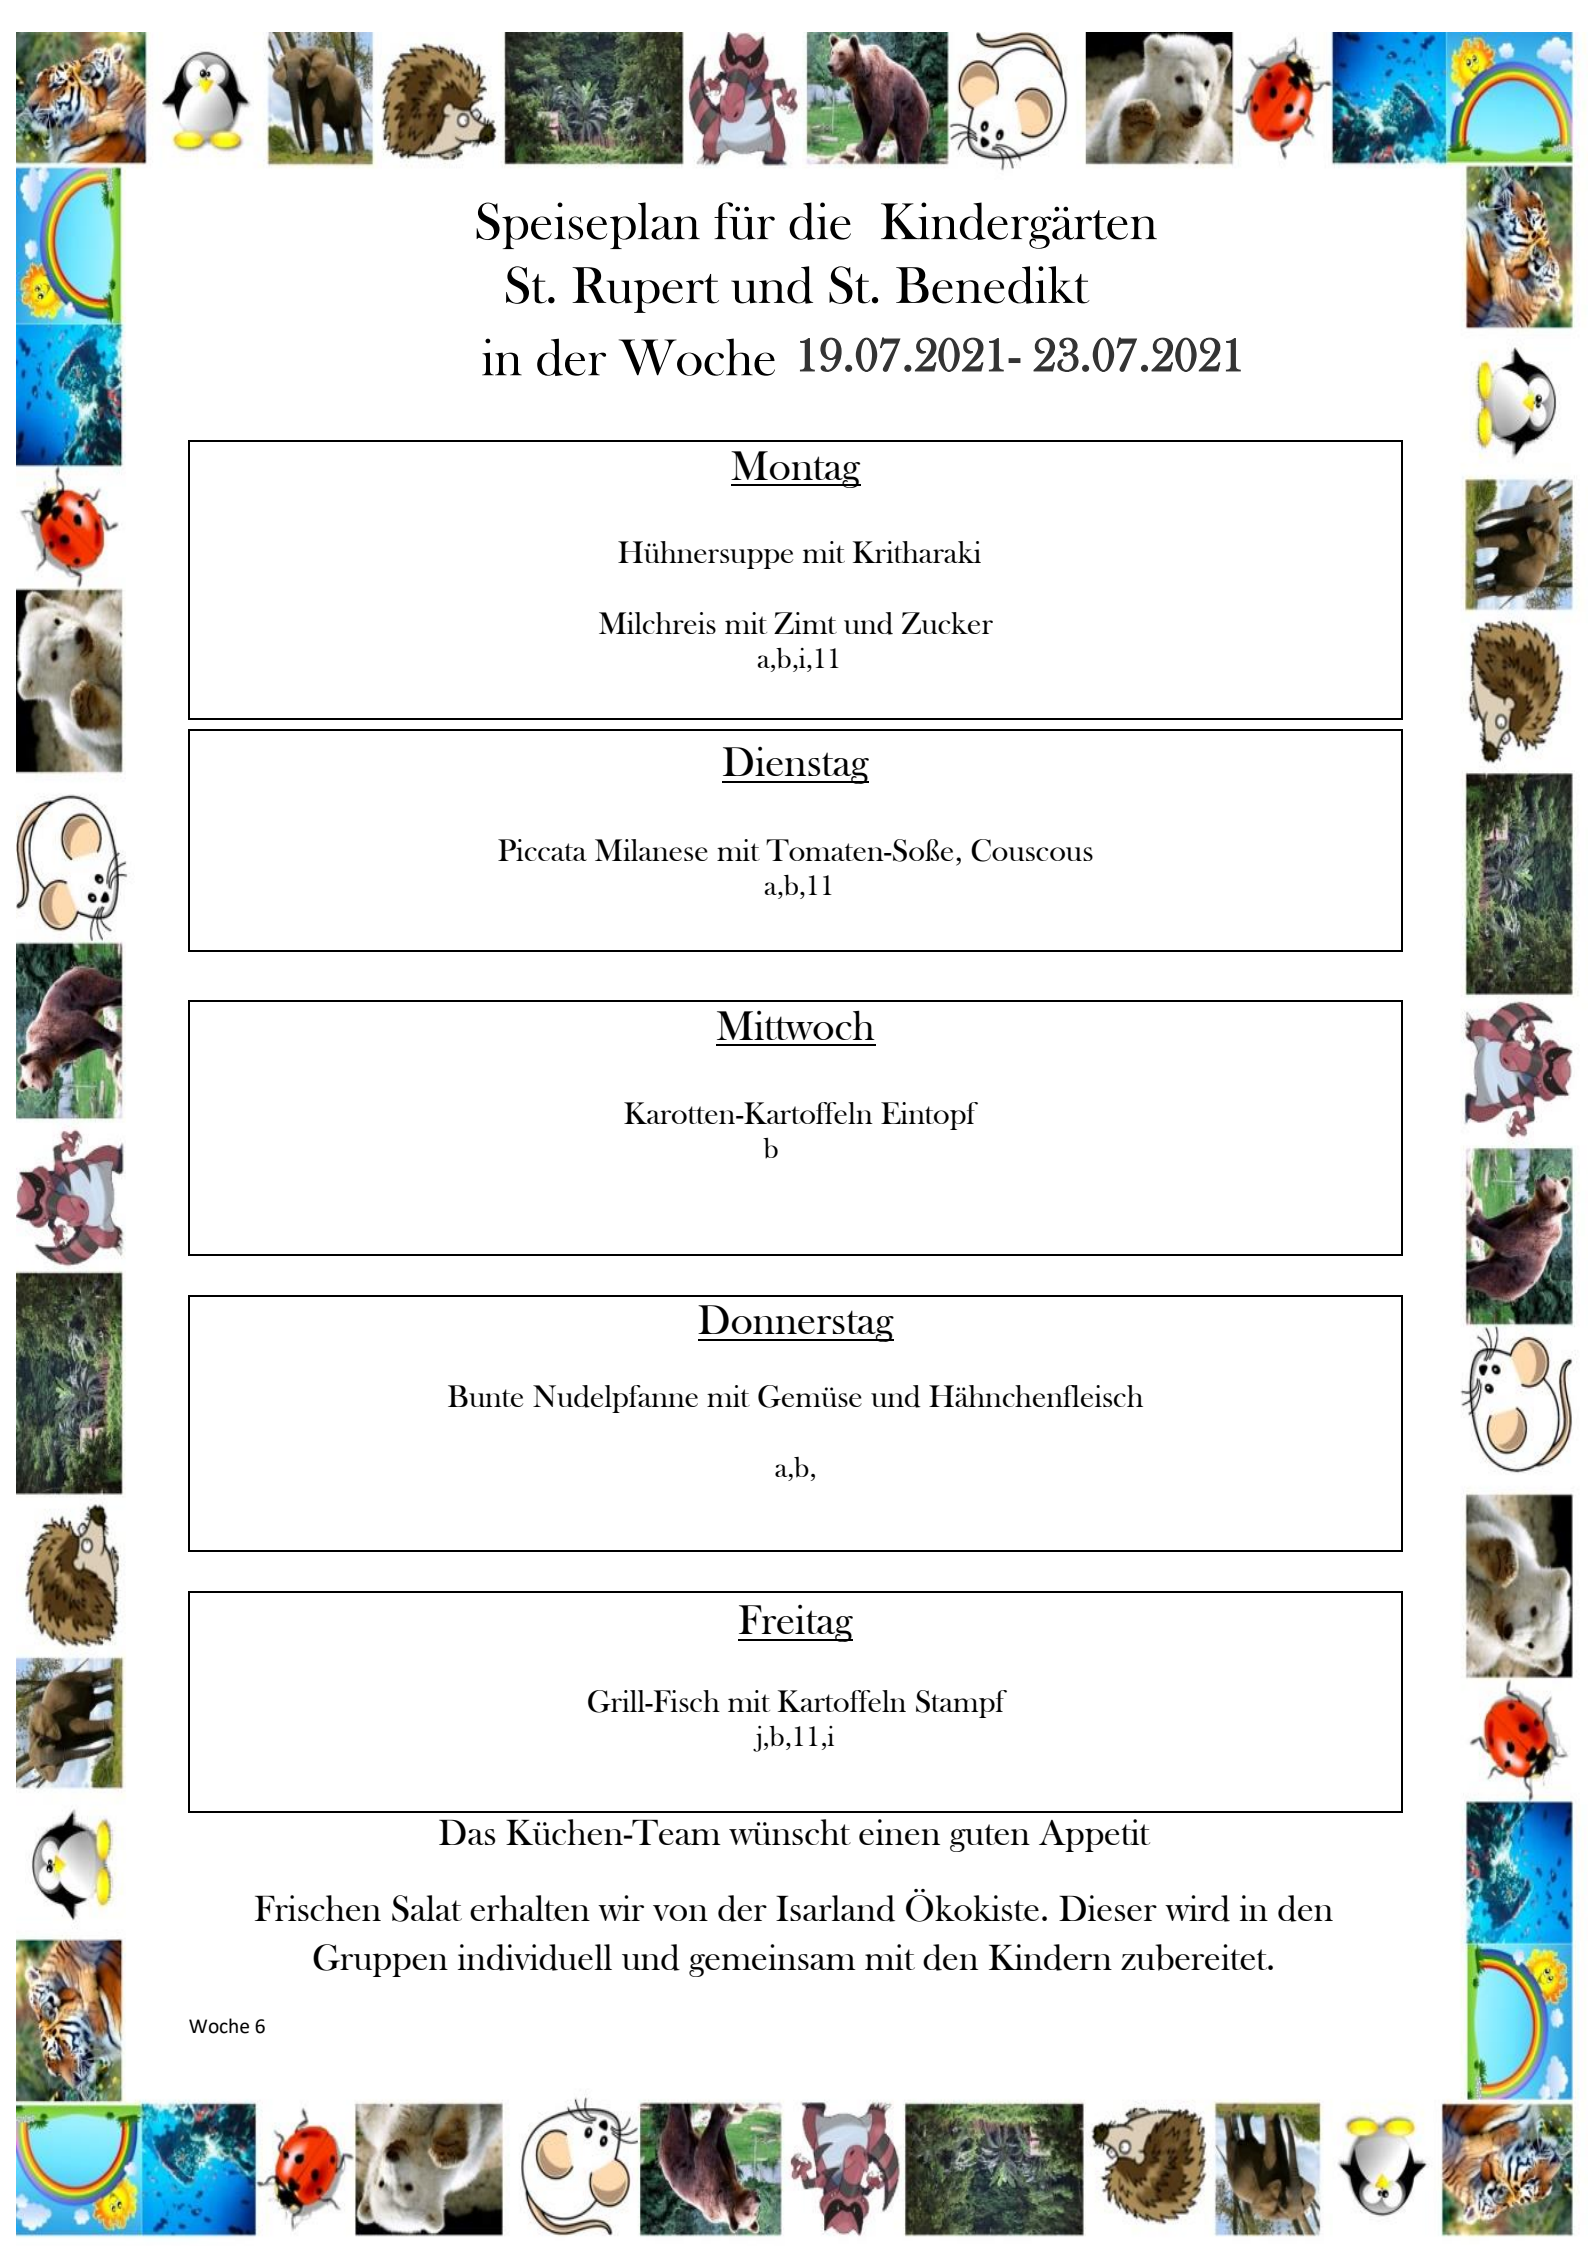 Speiseplan für die  Kindergärten
St. Rupert und St. Benedikt
in der Woche 19.07.2021- 23.07.2021
Montag
Hühnersuppe mit Kritharaki
Milchreis mit Zimt und Zucker
a,b,i,11
Dienstag
Piccata Milanese mit Tomaten-Soße, Couscous
a,b,11
Mittwoch
Karotten-Kartoffeln Eintopf
b
Donnerstag
Bunte Nudelpfanne mit Gemüse und Hähnchenfleisch
a,b,
Freitag
Grill-Fisch mit Kartoffeln Stampf
j,b,11,i
Das Küchen-Team wünscht einen guten Appetit
Frischen Salat erhalten wir von der Isarland Ökokiste. Dieser wird in den
Gruppen individuell und gemeinsam mit den Kindern zubereitet.
Woche 6